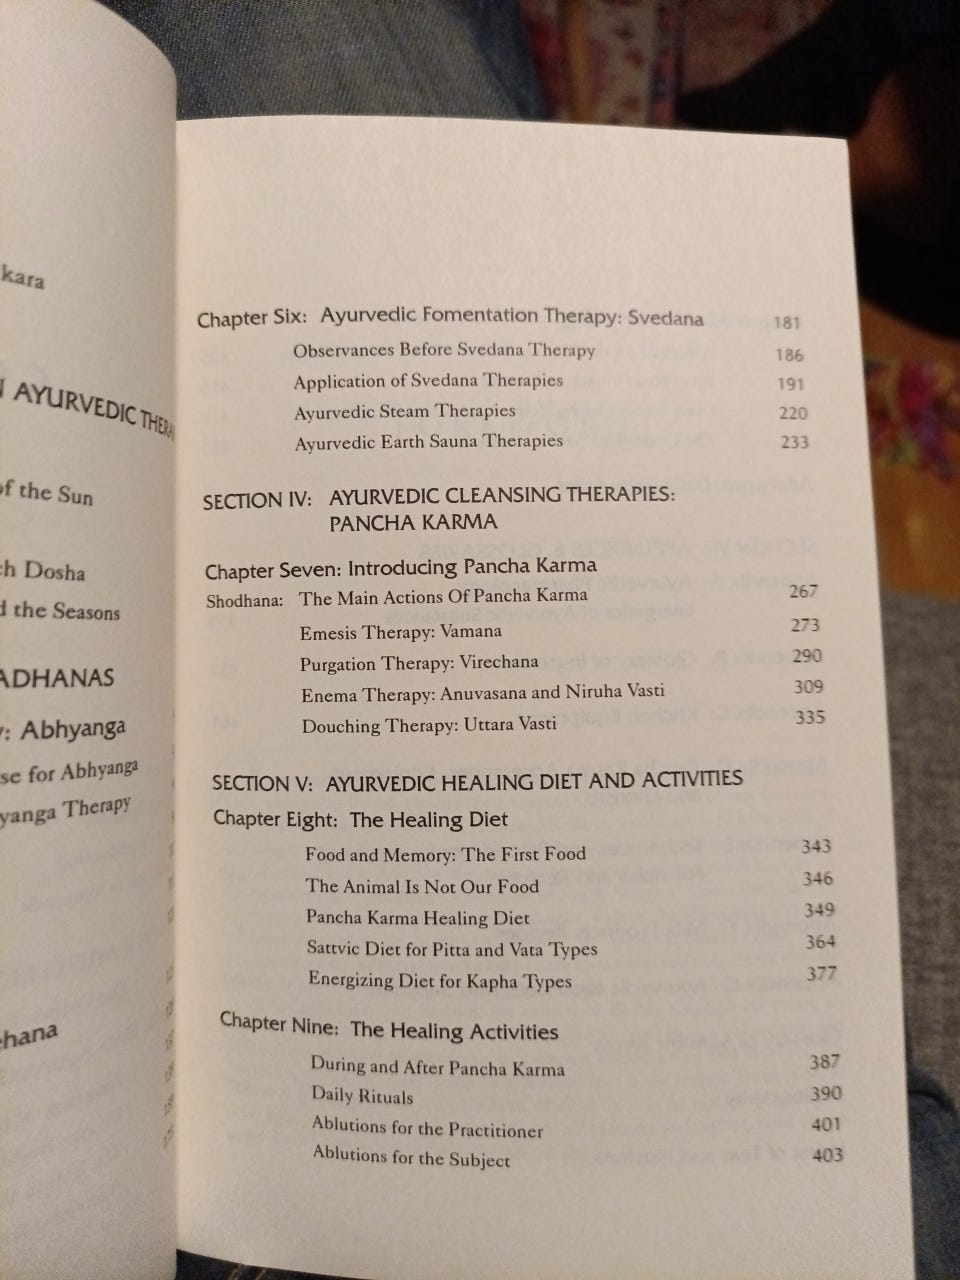 kara
AYURVEDIC THERA
of the Sun
ch Dosha
d the Seasons
ADHANAS
y: Abhyanga
se for Abhyanga
yanga Therapy
hana
Chapter Six: Ayurvedic Fomentation Therapy: Svedana 181
Observances Before Svedana Therapy 186
Application of Svedana Therapies 191
Ayurvedic Steam Therapies 220
Ayurvedic Earth Sauna Therapies 233
SECTION IV: AYURVEDIC CLEANSING THERAPIES:
PANCHA KARMA
Chapter Seven: Introducing Pancha Karma
Shodhana: The Main Actions Of Pancha Karma 267
Emesis Therapy: Vamana 273
Purgation Therapy: Virechana 290
Enema Therapy: Anuvasana and Niruha Vasti 309
Douching Therapy: Uttara Vasti 335
SECTION V: AYURVEDIC HEALING DIET AND ACTIVITIES
Chapter Eight: The Healing Diet
Food and Memory: The First Food 343
The Animal Is Not Our Food 346
Pancha Karma Healing Diet 349
Sattvic Diet for Pitta and Vata Types 364
Energizing Diet for Kapha Types 377
Chapter Nine: The Healing Activities
During and After Pancha Karma 387
Daily Rituals 390
Ablutions for the Practitioner 401
Ablutions for the Subject 403